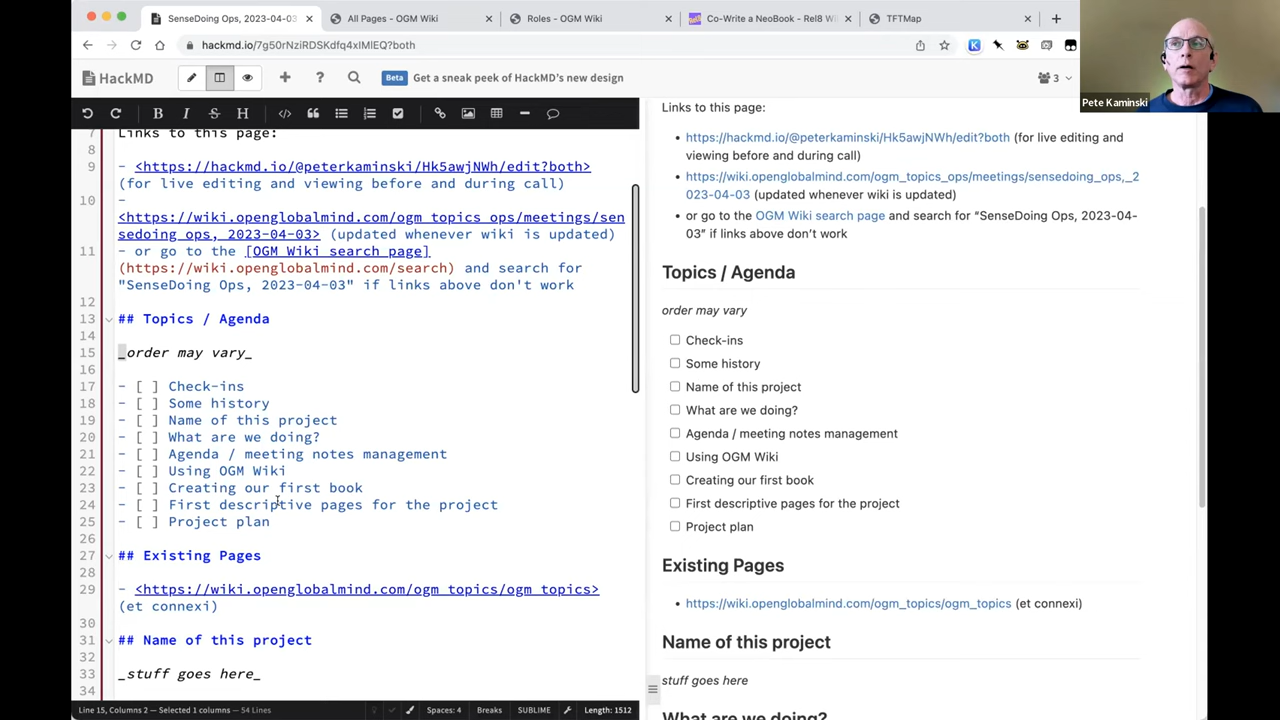 SenseDoing Ops, 2023-04-03
All Pages - OGM Wiki
Roles - OGM Wiki
Co-Write a NeoBook - Rel8 Wi
TFTMap
hackmd.io/7g50rNziRDSKdfq4xIMlEQ?both
HackMD
Beta Get a sneak peek of HackMD's new design
3
Pete Kaminski
7 Links to this page:
8
9 - <https://hackmd.io/@peterkaminski/Hk5awjNWh/edit?both>
(for live editing and viewing before and during call)
10 -
<https://wiki.openglobalmind.com/ogm_topics_ops/meetings/sen
sedoing_ops,_2023-04-03> (updated whenever wiki is updated)
11 - or go to the [OGM Wiki search page]
(https://wiki.openglobalmind.com/search) and search for
"SenseDoing Ops, 2023-04-03" if links above don't work
12
13 ## Topics / Agenda
14
15 _order may vary_
16
17 - [ ] Check-ins
18 - [ ] Some history
19 - [ ] Name of this project
20 - [ ] What are we doing?
21 - [ ] Agenda / meeting notes management
22 - [ ] Using OGM Wiki
23 - [ ] Creating our first book
24 - [ ] First descriptive pages for the project
25 - [ ] Project plan
26
27 ## Existing Pages
28
29 - <https://wiki.openglobalmind.com/ogm_topics/ogm_topics>
(et connexi)
30
31 ## Name of this project
32
33 _stuff goes here_
34
Line 15, Columns 2 — Selected 1 columns — 54 Lines
Spaces: 4
Breaks
SUBLIME
Length: 1512
Links to this page:
https://hackmd.io/@peterkaminski/Hk5awjNWh/edit?both (for live editing and
viewing before and during call)
https://wiki.openglobalmind.com/ogm_topics_ops/meetings/sensedoing_ops,_2
023-04-03 (updated whenever wiki is updated)
or go to the OGM Wiki search page and search for “SenseDoing Ops, 2023-04-
03” if links above don’t work
Topics / Agenda
order may vary
Check-ins
Some history
Name of this project
What are we doing?
Agenda / meeting notes management
Using OGM Wiki
Creating our first book
First descriptive pages for the project
Project plan
Existing Pages
https://wiki.openglobalmind.com/ogm_topics/ogm_topics (et connexi)
Name of this project
stuff goes here
What are we doing?